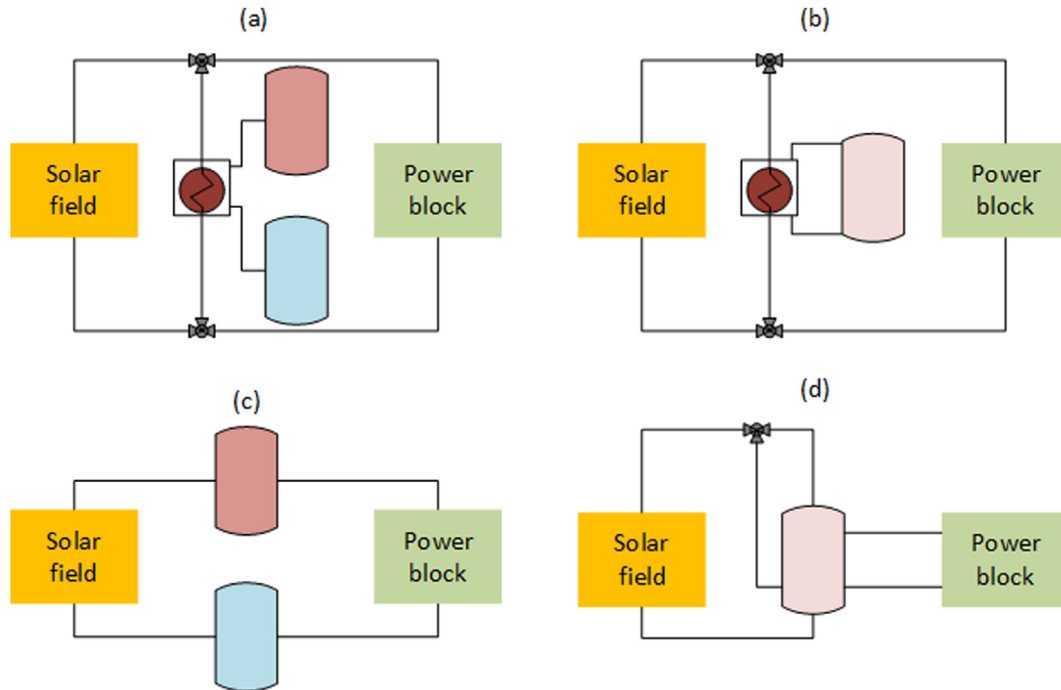 (a)
Solar
field
Power
block
(b)
Solar
field
Power
block
(c)
Solar
field
Power
block
(d)
Solar
field
Power
block